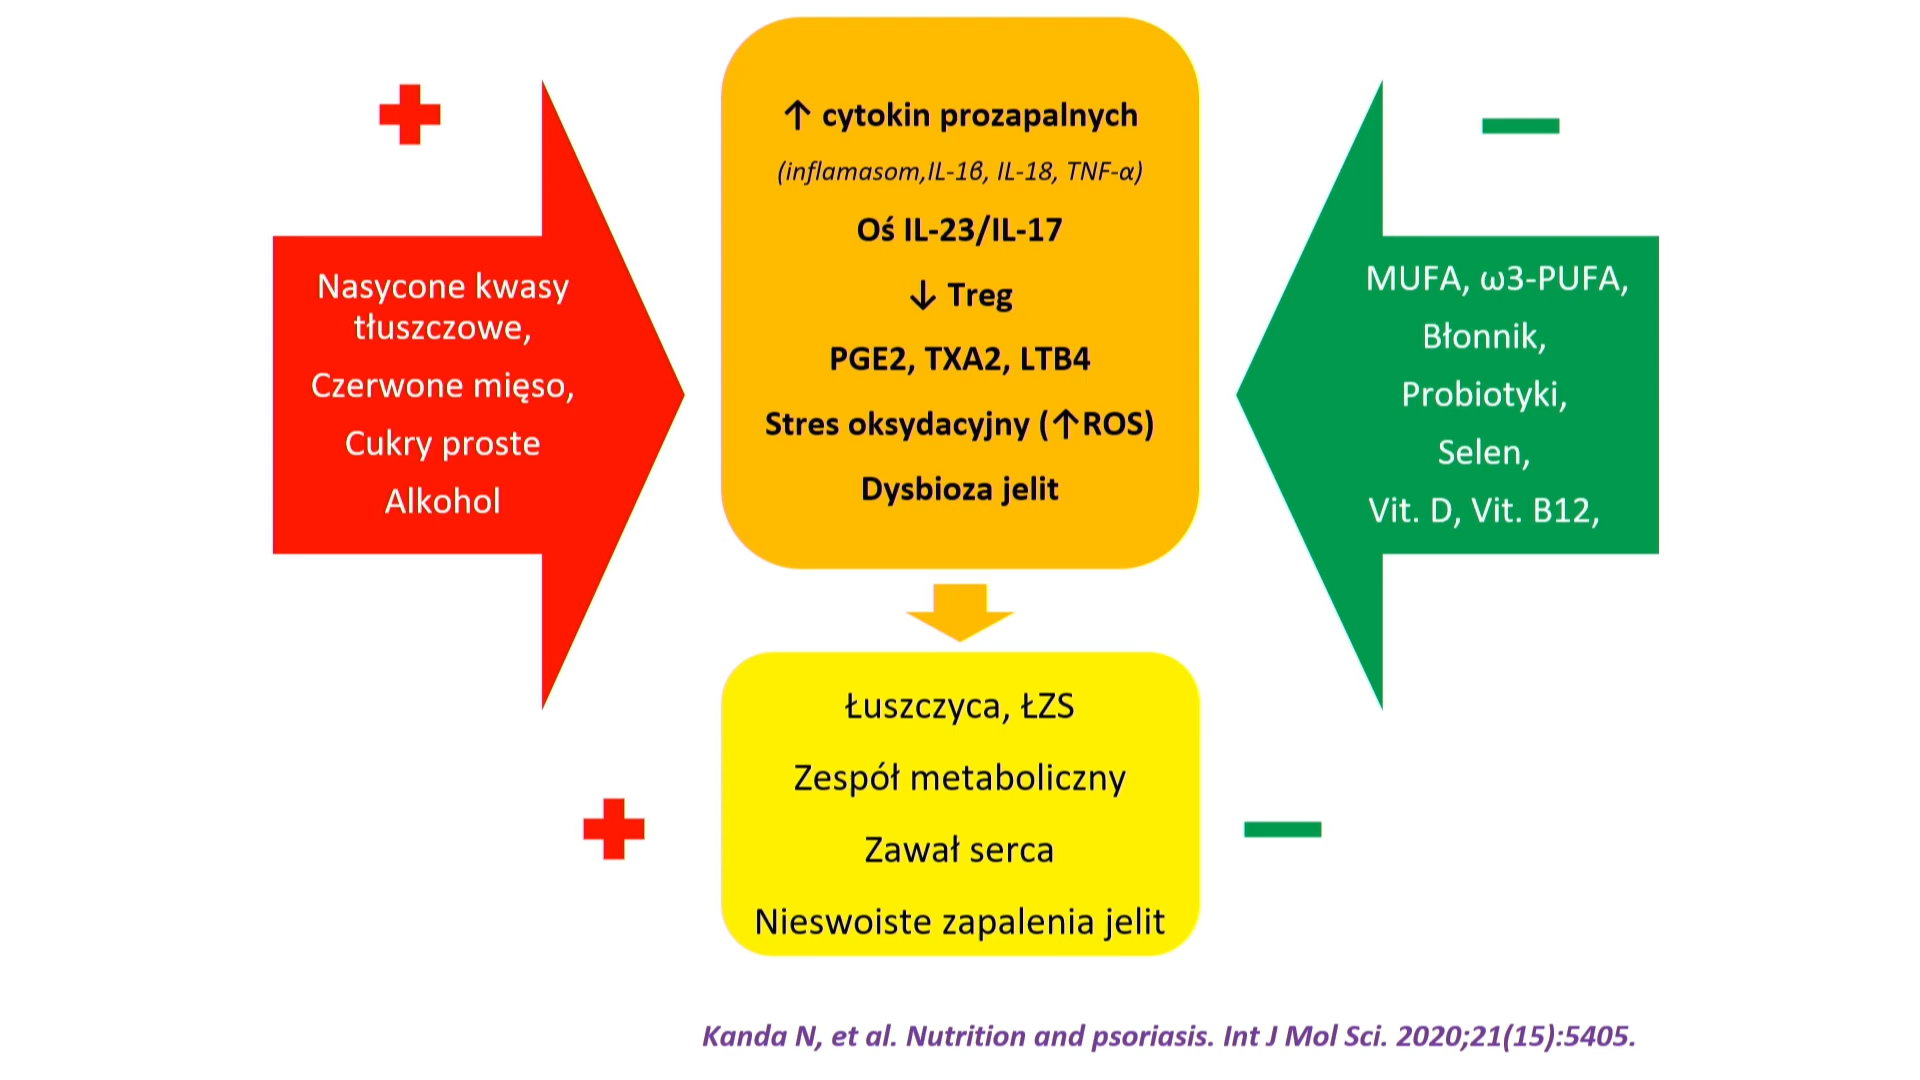 Nasycone kwasy
tłuszczowe,
Czerwone mięso,
Cukry proste
Alkohol
↑ cytokin prozapalnych
(inflamasom,IL-1β, IL-18, TNF-α)
Oś IL-23/IL-17
↓ Treg
PGE2, TXA2, LTB4
Stres oksydacyjny (↑ROS)
Dysbioza jelit
MUFA, ω3-PUFA,
Błonnik,
Probiotyki,
Selen,
Vit. D, Vit. B12,
Łuszczyca, ŁZS
Zespół metaboliczny
Zawał serca
Nieswoiste zapalenia jelit
Kanda N, et al. Nutrition and psoriasis. Int J Mol Sci. 2020;21(15):5405.